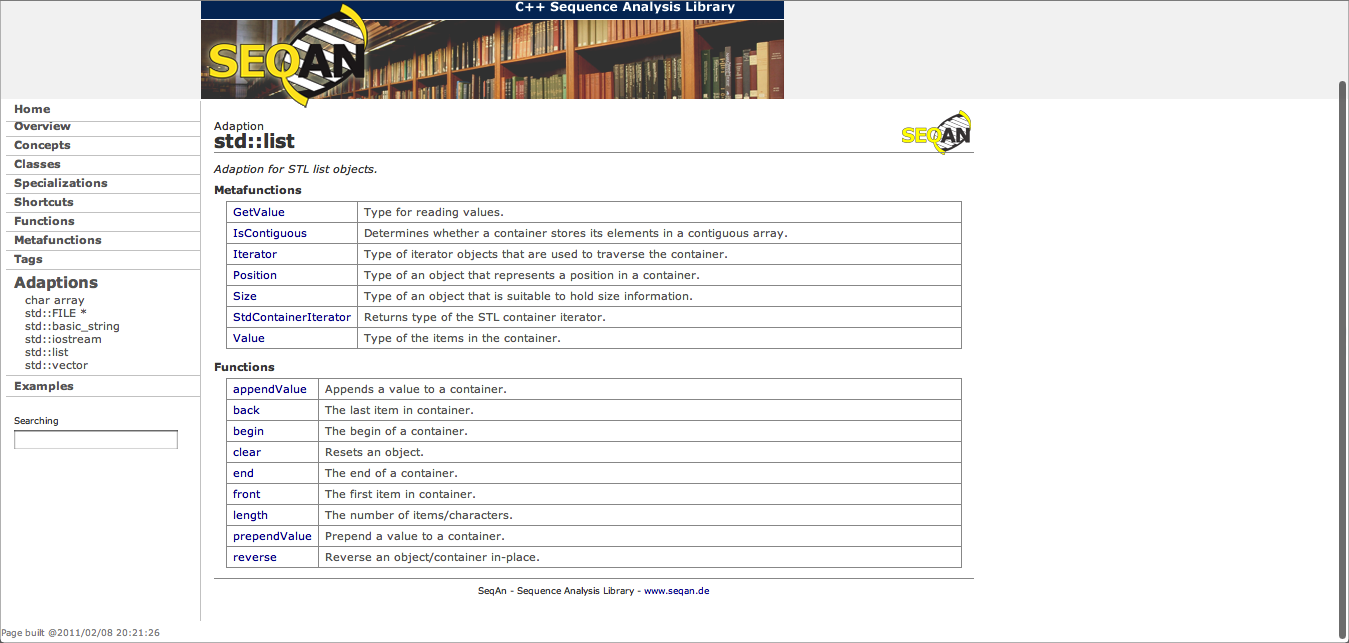 C++ Sequence Analysis Library
SEQAN
Home
Overview
Concepts
Classes
Specializations
Shortcuts
Functions
Metafunctions
Tags
Adaptions
char array
std::FILE *
std::basic_string
std::iostream
std::list
std::vector
Examples
Searching
Adaption
std::list
SEQAN
Adaption for STL list objects.
Metafunctions
GetValue Type for reading values.
IsContiguous Determines whether a container stores its elements in a contiguous array.
Iterator Type of iterator objects that are used to traverse the container.
Position Type of an object that represents a position in a container.
Size Type of an object that is suitable to hold size information.
StdContainerIterator Returns type of the STL container iterator.
Value Type of the items in the container.
Functions
appendValue Appends a value to a container.
back The last item in container.
begin The begin of a container.
clear Resets an object.
end The end of a container.
front The first item in container.
length The number of items/characters.
prependValue Prepend a value to a container.
reverse Reverse an object/container in-place.
SeqAn - Sequence Analysis Library - www.seqan.de
Page built @2011/02/08 20:21:26